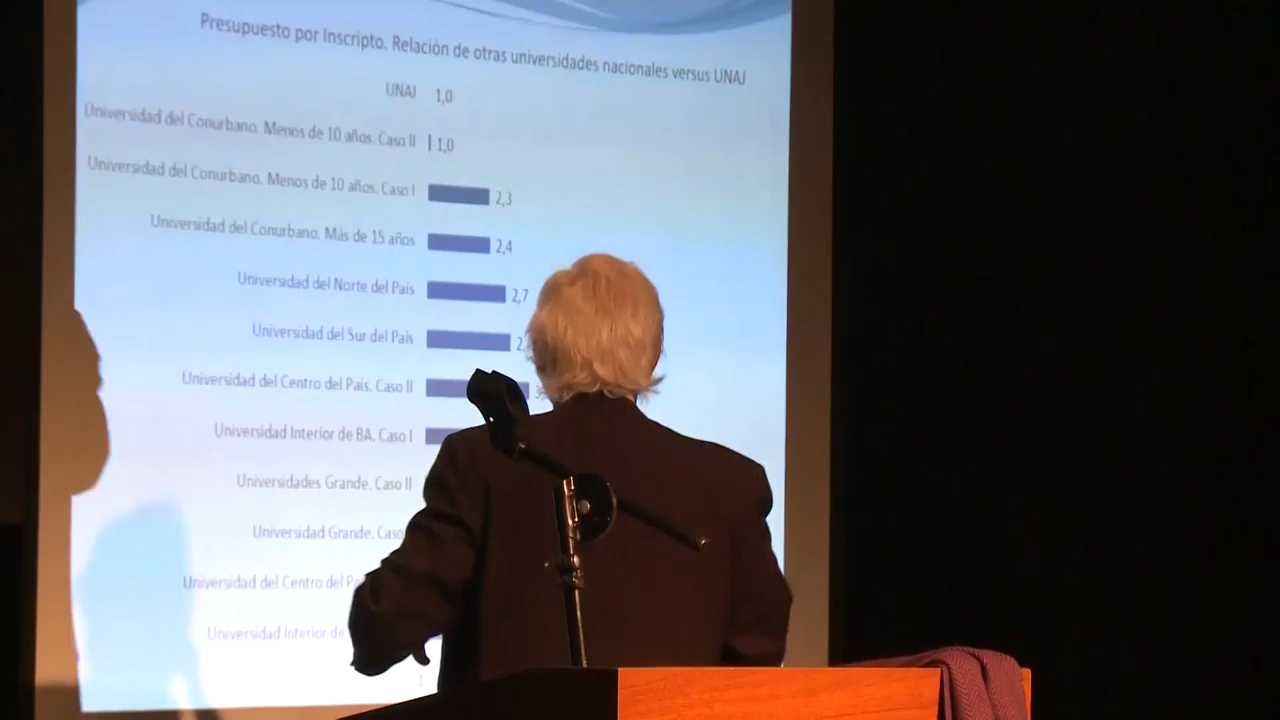 Presupuesto por Inscripto. Relación de otras universidades nacionales versus UNAJ
UNAJ 1,0
Universidad del Conurbano. Menos de 10 años. Caso II 1,0
Universidad del Conurbano. Menos de 10 años. Caso I 2,3
Universidad del Conurbano. Más de 15 años 2,4
Universidad del Norte del País 2,7
Universidad del Sur del País
Universidad del Centro del País. Caso II
Universidad Interior de BA. Caso I
Universidades Grande. Caso II
Universidad Grande. Caso
Universidad del Centro del
Universidad Interior de
1